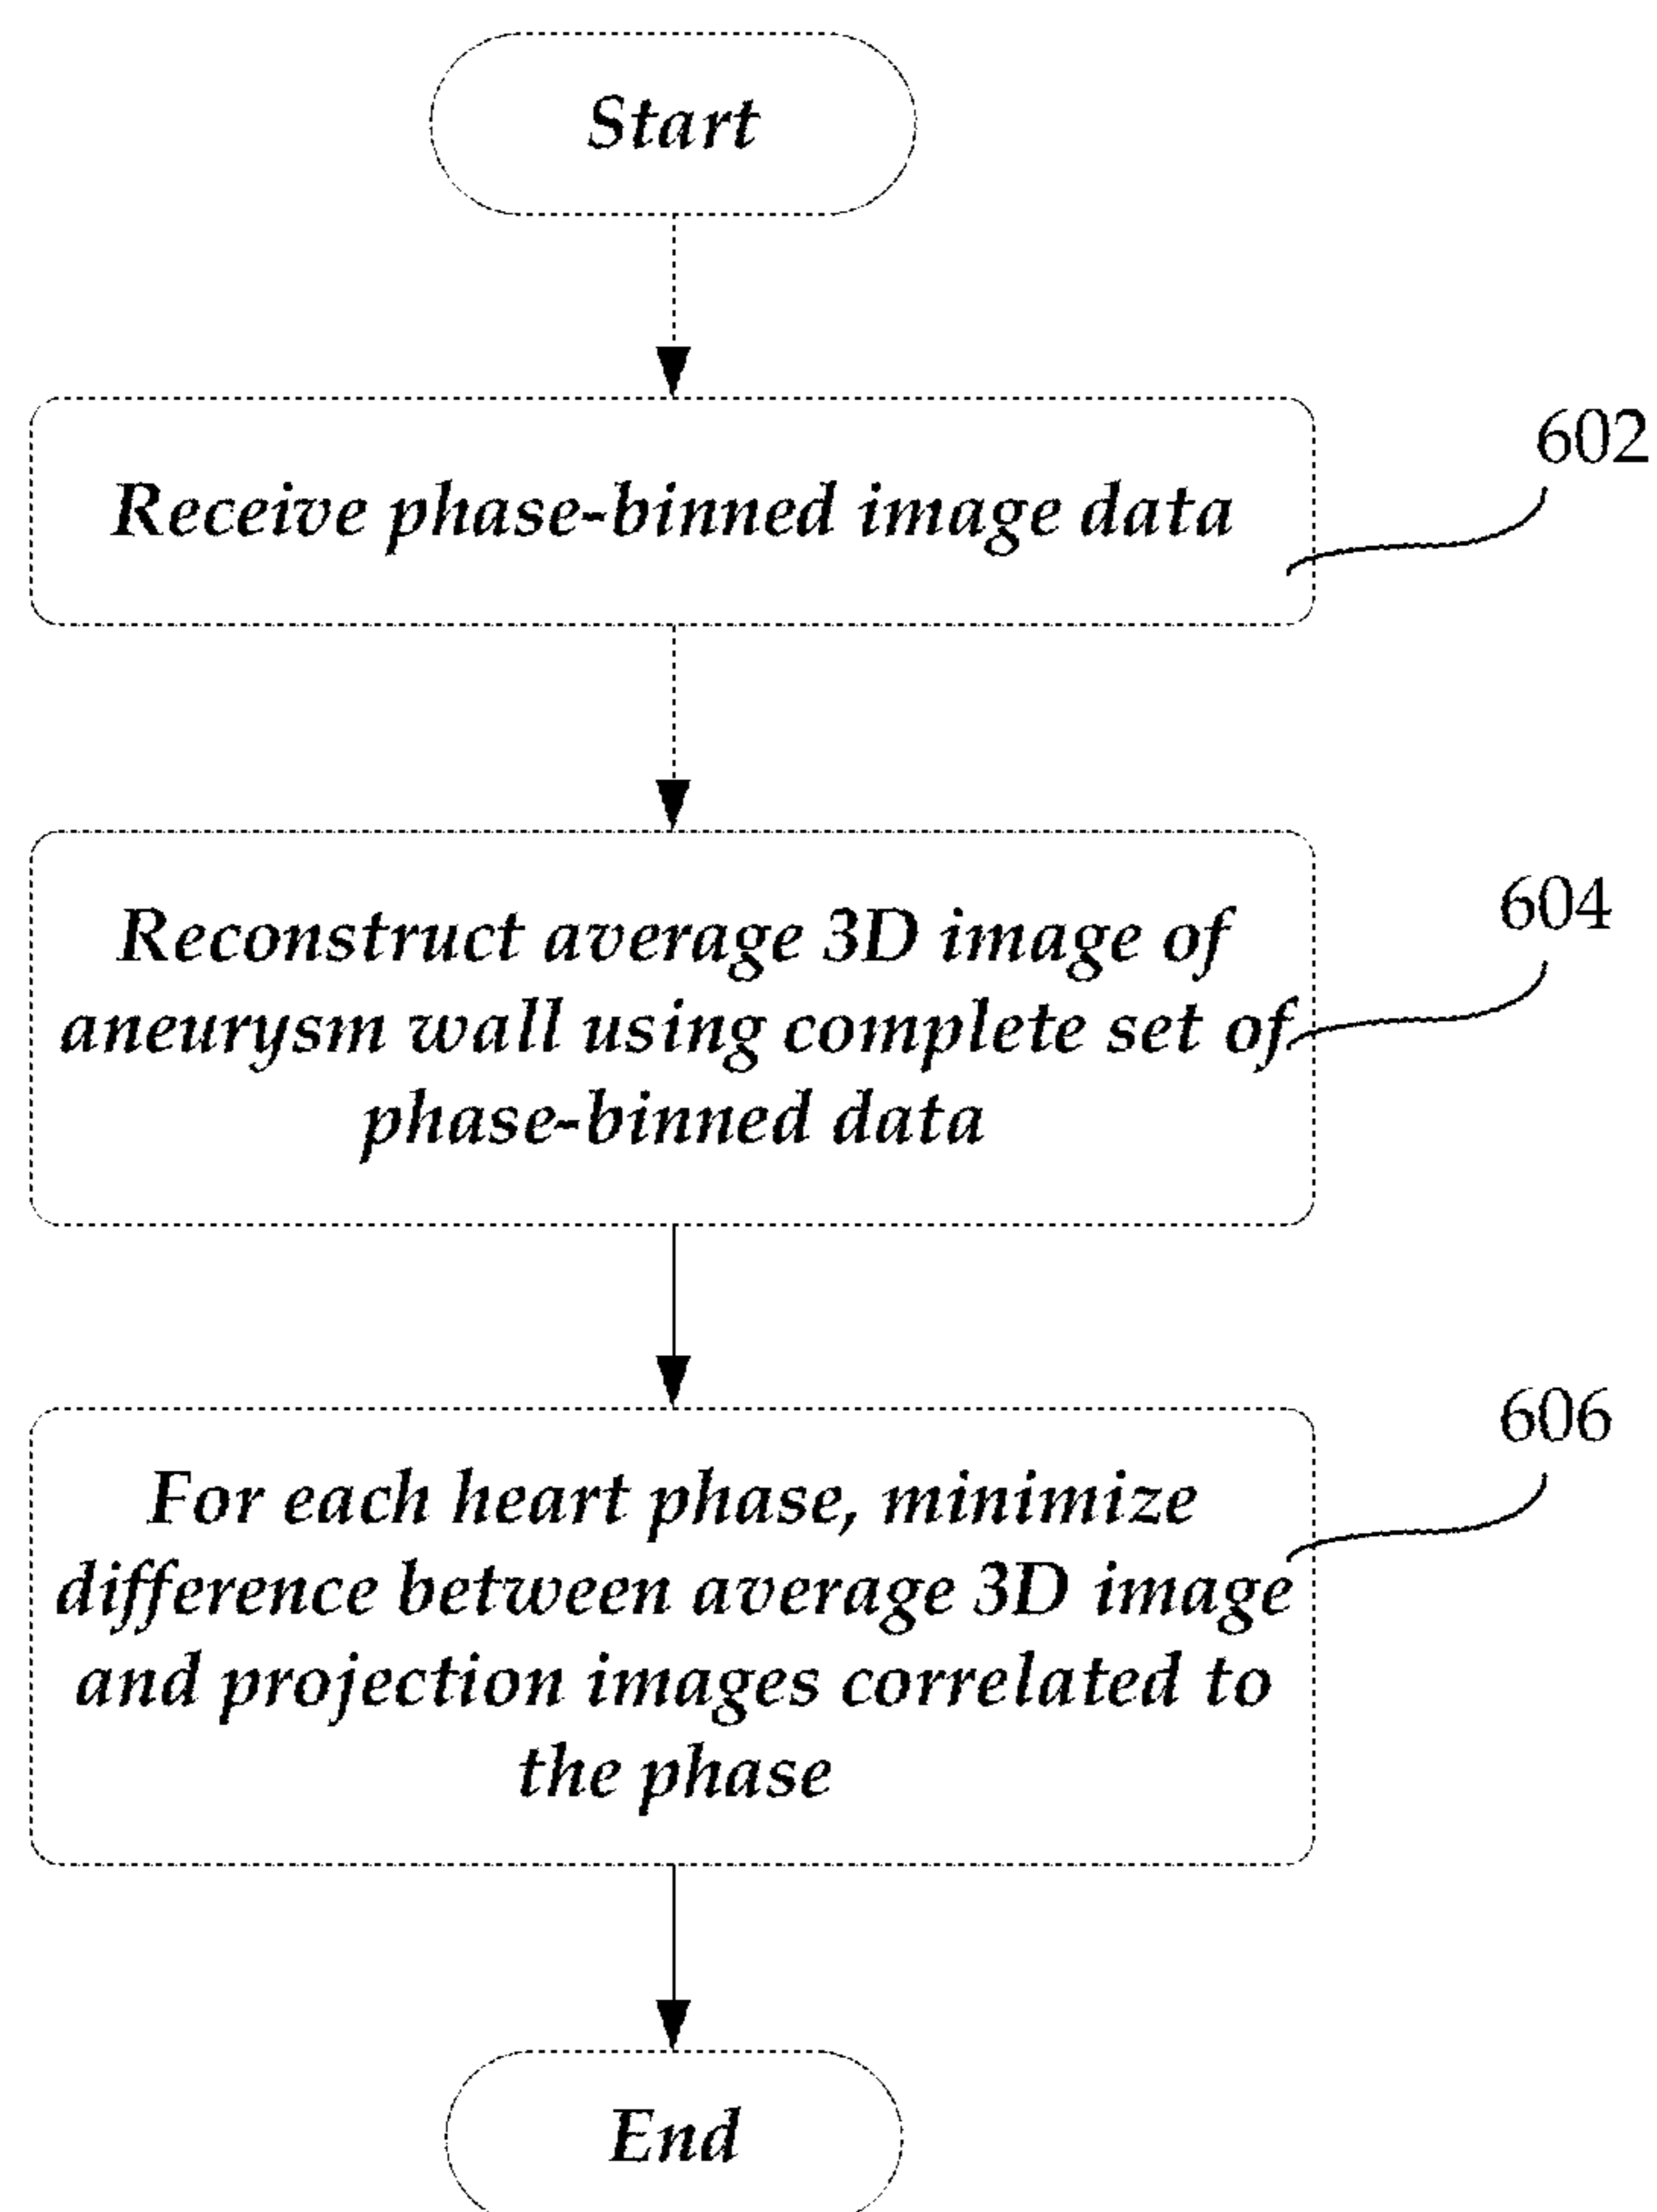 Start
Receive phase-binned image data
602
Reconstruct average 3D image of
aneurysm wall using complete set of
phase-binned data
604
For each heart phase, minimize
difference between average 3D image
and projection images correlated to
the phase
606
End